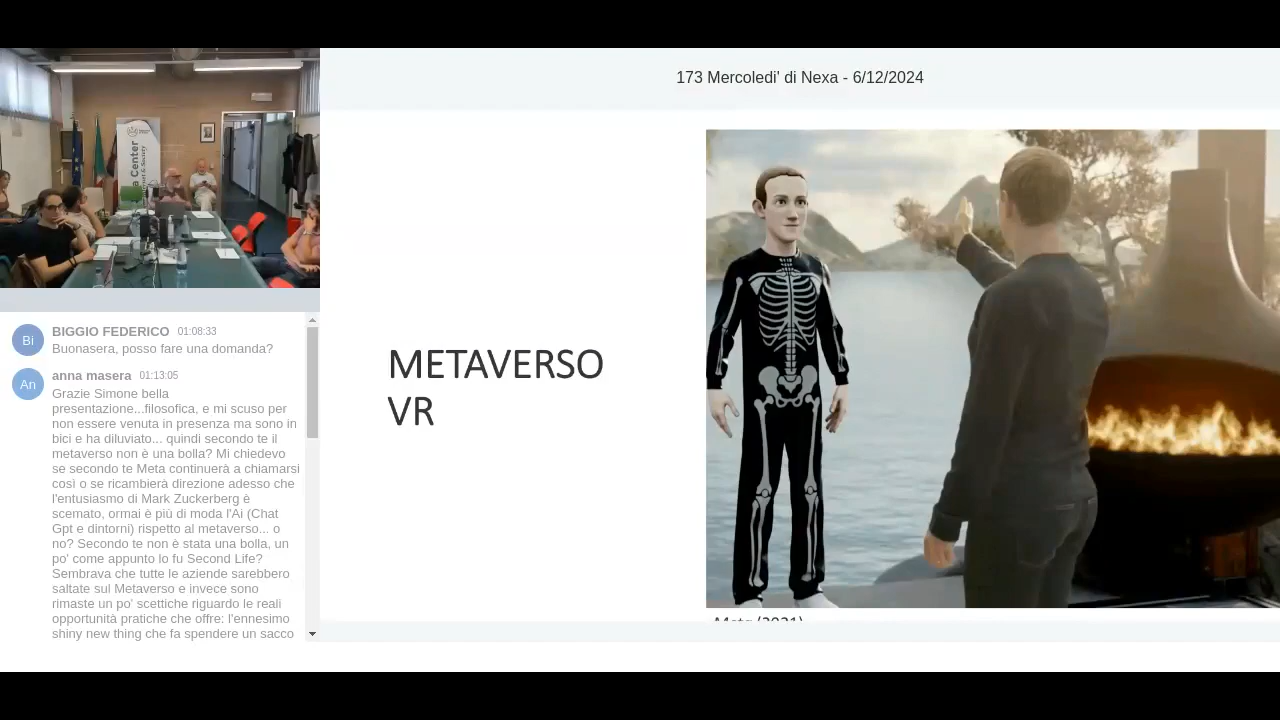 173 Mercoledi' di Nexa - 6/12/2024
a Center
METAVERSO
VR
Meta (2021)
Bi
BIGGIO FEDERICO 01:08:33
Buonasera, posso fare una domanda?
An
anna masera 01:13:05
Grazie Simone bella
presentazione...filosofica, e mi scuso per
non essere venuta in presenza ma sono in
bici e ha diluviato... quindi secondo te il
metaverso non è una bolla? Mi chiedevo
se secondo te Meta continuerà a chiamarsi
così o se ricambierà direzione adesso che
l'entusiasmo di Mark Zuckerberg è
scemato, ormai è più di moda l'Ai (Chat
Gpt e dintorni) rispetto al metaverso... o
no? Secondo te non è stata una bolla, un
po' come appunto lo fu Second Life?
Sembrava che tutte le aziende sarebbero
saltate sul Metaverso e invece sono
rimaste un po' scettiche riguardo le reali
opportunità pratiche che offre: l'ennesimo
shiny new thing che fa spendere un sacco